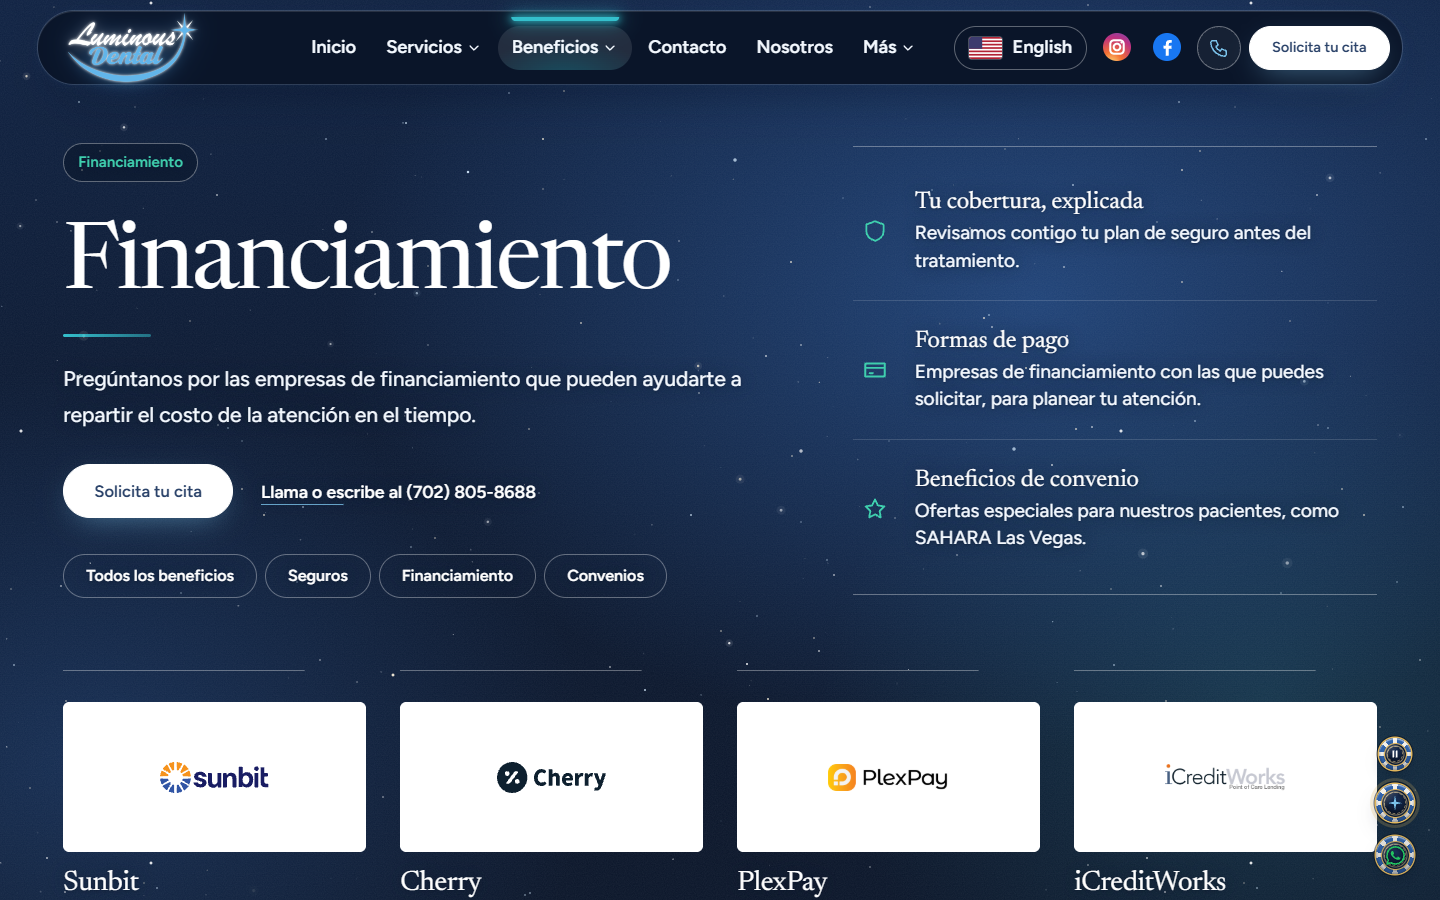 Luminous
Dental
Inicio
Servicios
Beneficios
Contacto
Nosotros
Más
English
Solicita tu cita
Financiamiento
Financiamiento
Pregúntanos por las empresas de financiamiento que pueden ayudarte a
repartir el costo de la atención en el tiempo.
Solicita tu cita
Llama o escribe al (702) 805-8688
Todos los beneficios
Seguros
Financiamiento
Convenios
Tu cobertura, explicada
Revisamos contigo tu plan de seguro antes del
tratamiento.
Formas de pago
Empresas de financiamiento con las que puedes
solicitar, para planear tu atención.
Beneficios de convenio
Ofertas especiales para nuestros pacientes, como
SAHARA Las Vegas.
sunbit
Cherry
PlexPay
iCreditWorks
Point of Care Lending
Sunbit
Cherry
PlexPay
iCreditWorks